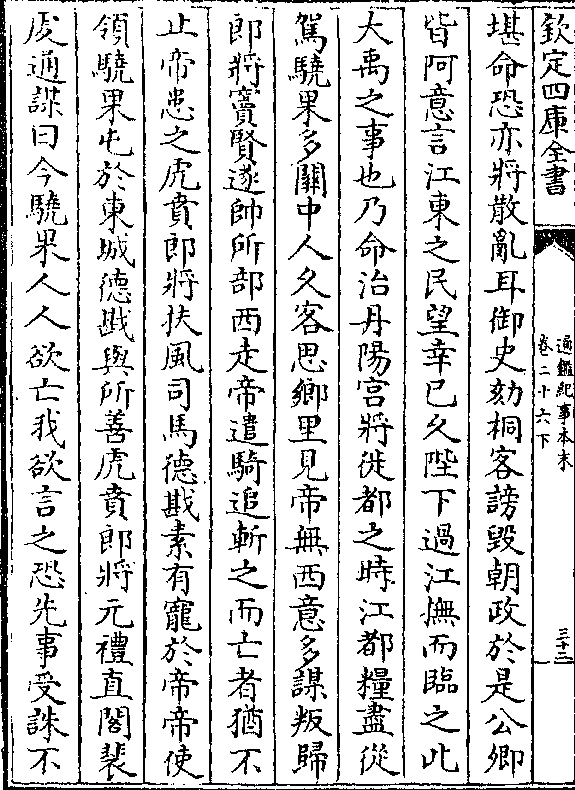 欽定四庫全書
通鑑紀事本末
卷二十六下
三十二
堪命恐亦將散亂耳御史劾桐客謗毀朝政於是公卿
皆阿意言江東之民望幸已久陛下過江撫而臨之此
大禹之事也乃命治丹陽宮將徙都之時江都糧盡從
駕驍果多關中人久客思鄉里見帝無西意多謀叛歸
郎將竇賢遂帥所部西走帝遣騎追斬之而亡者猶不
止帝患之虎賁郎將扶風司馬德戡素有寵於帝帝使
領驍果屯於東城德戡與所善虎賁郎將元禮直閤裴
虔通謀曰今驍果人人欲亡我欲言之恐先事受誅不